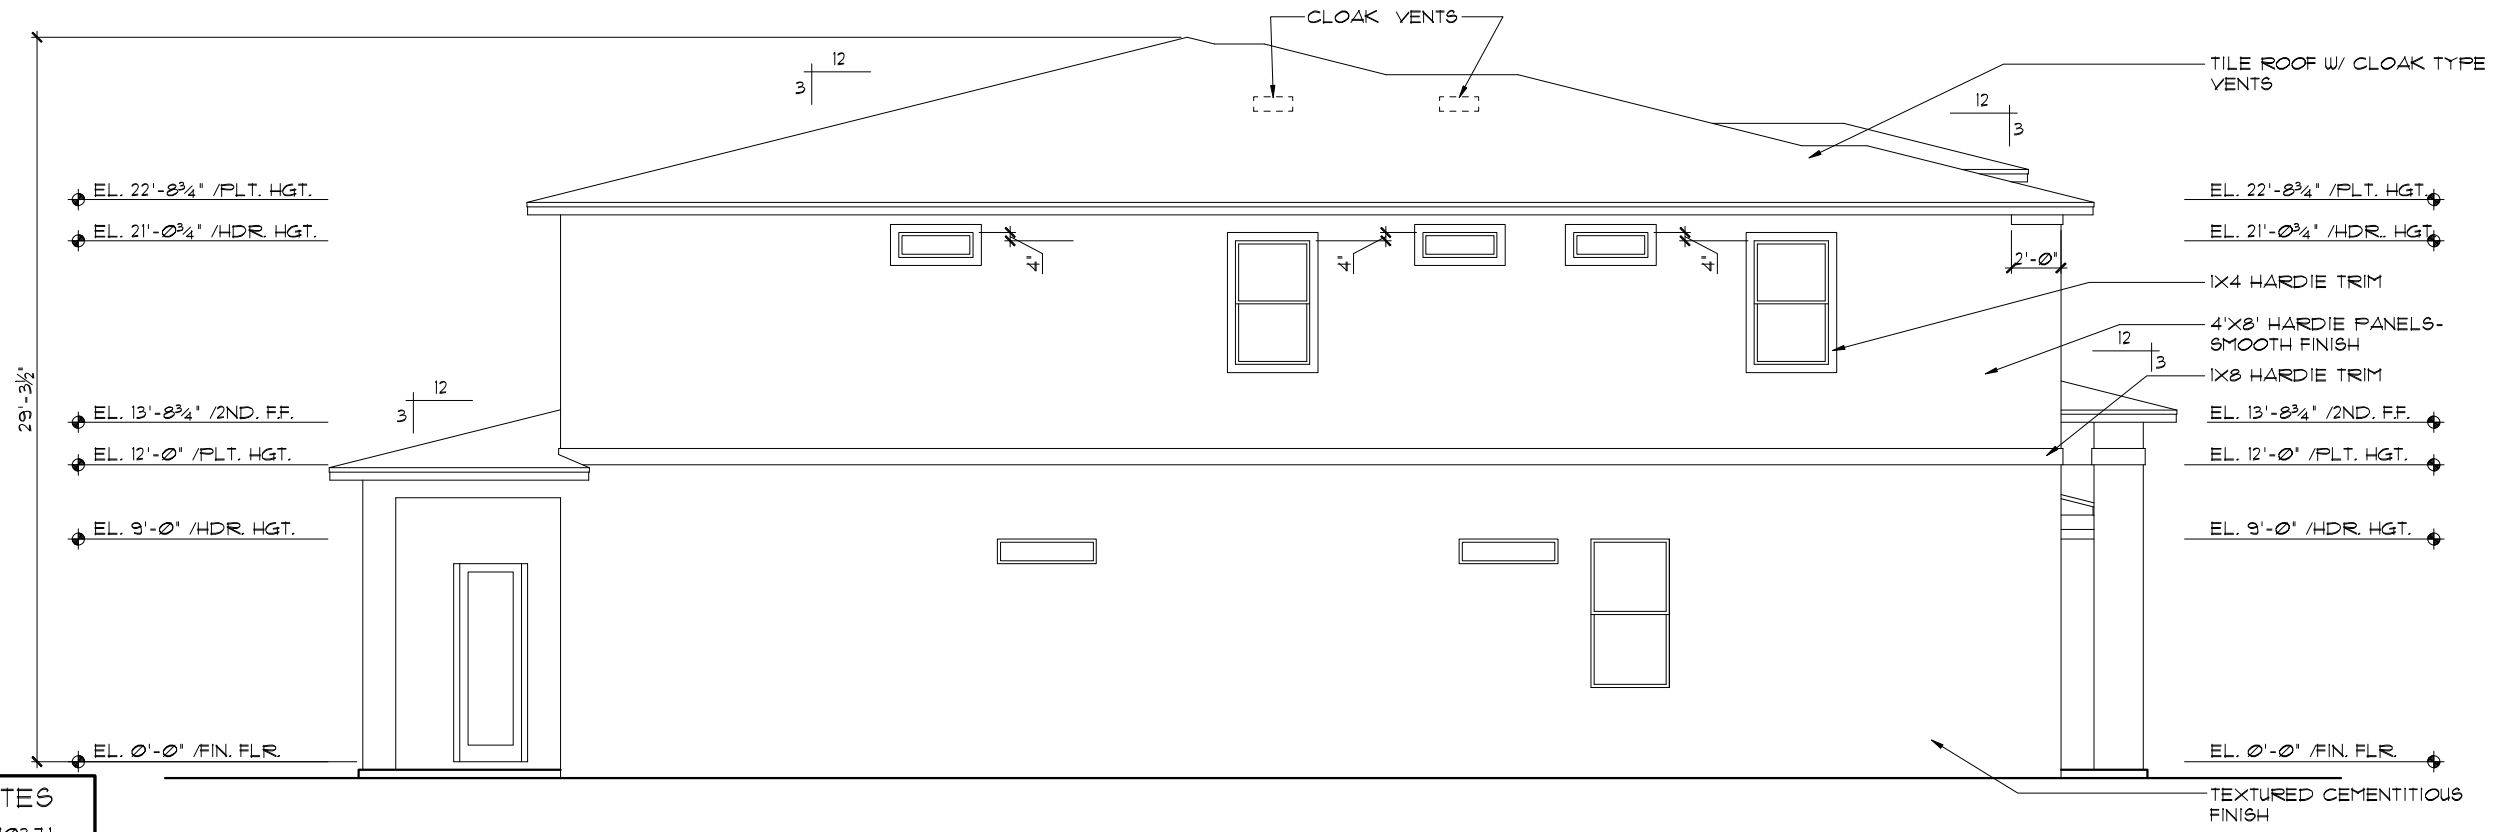 CLOAK VENTS
12
3
TILE ROOF W/ CLOAK TYPE
VENTS
12
3
EL. 22'-8¾" /PLT. HGT.
EL. 22'-8¾" /PLT. HGT.
EL. 21'-0¾" /HDR. HGT.
EL. 21'-0¾" /HDR.. HGT.
4"
4"
4"
2'-0"
1X4 HARDIE TRIM
4'X8' HARDIE PANELS-
SMOOTH FINISH
12
3
1X8 HARDIE TRIM
29'-3½"
12
3
EL. 13'-8¾" /2ND. F.F.
EL. 13'-8¾" /2ND. F.F.
EL. 12'-0" /PLT. HGT.
EL. 12'-0" /PLT. HGT.
EL. 9'-0" /HDR. HGT.
EL. 9'-0" /HDR. HGT.
EL. 0'-0" /FIN. FLR.
EL. 0'-0" /FIN. FLR.
TES
TEXTURED CEMENTITIOUS
FINISH